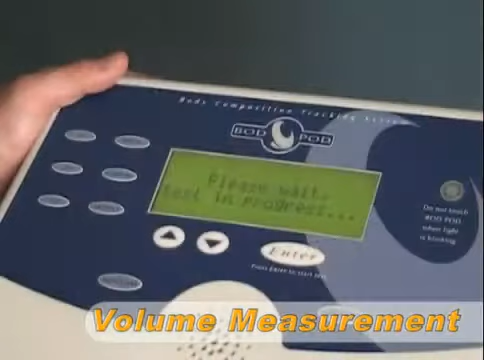 Body Composition Tracking System
BOD POD
Please wait,
test in progress...
Do not touch
BOD POD
when light
is blinking
Enter
Press Enter to start test
Volume Measurement